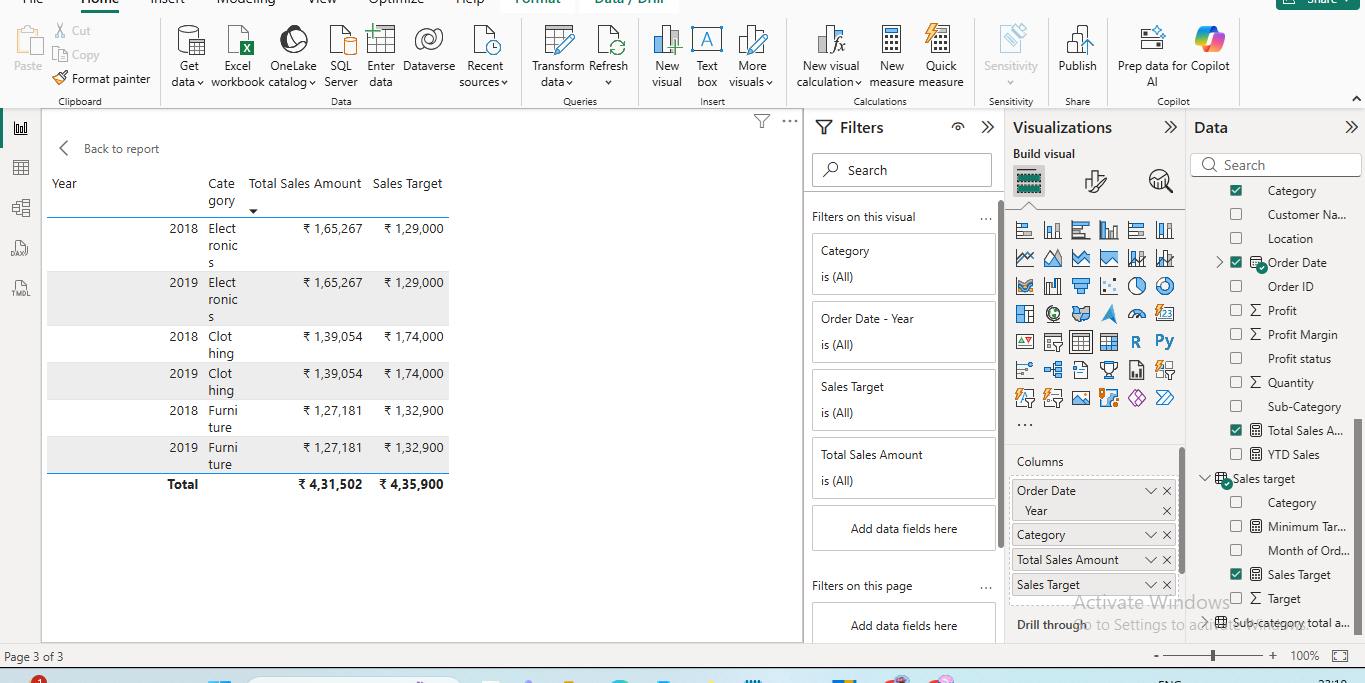 Home
Insert
Modeling
View
Optimize
Help
Format
Data / Drill
Share
Paste
Cut
Copy
Format painter
Clipboard
Get data
Excel workbook
OneLake catalog
SQL Server
Enter data
Dataverse
Recent sources
Data
Transform data
Refresh
Queries
New visual
Text box
More visuals
Insert
New visual calculation
New measure
Quick measure
Calculations
Sensitivity
Sensitivity
Publish
Share
Prep data for AI
Copilot
Copilot
Back to report
Year Category Total Sales Amount Sales Target
2018 Electronics ₹ 1,65,267 ₹ 1,29,000
2019 Electronics ₹ 1,65,267 ₹ 1,29,000
2018 Clothing ₹ 1,39,054 ₹ 1,74,000
2019 Clothing ₹ 1,39,054 ₹ 1,74,000
2018 Furniture ₹ 1,27,181 ₹ 1,32,900
2019 Furniture ₹ 1,27,181 ₹ 1,32,900
Total ₹ 4,31,502 ₹ 4,35,900
Filters
Search
Filters on this visual
Category
is (All)
Order Date - Year
is (All)
Sales Target
is (All)
Total Sales Amount
is (All)
Add data fields here
Filters on this page
Add data fields here
Visualizations
Build visual
123
R
Py
Columns
Order Date
Year
Category
Total Sales Amount
Sales Target
Drill through
Data
Search
Category
Customer Na...
Location
Order Date
Order ID
Profit
Profit Margin
Profit status
Quantity
Sub-Category
Total Sales A...
YTD Sales
Sales target
Category
Minimum Tar...
Month of Ord...
Sales Target
Target
Sub-category total a...
Activate Windows
Go to Settings to activate Windows.
DAX
TMDL
Page 3 of 3
- + 100%
1